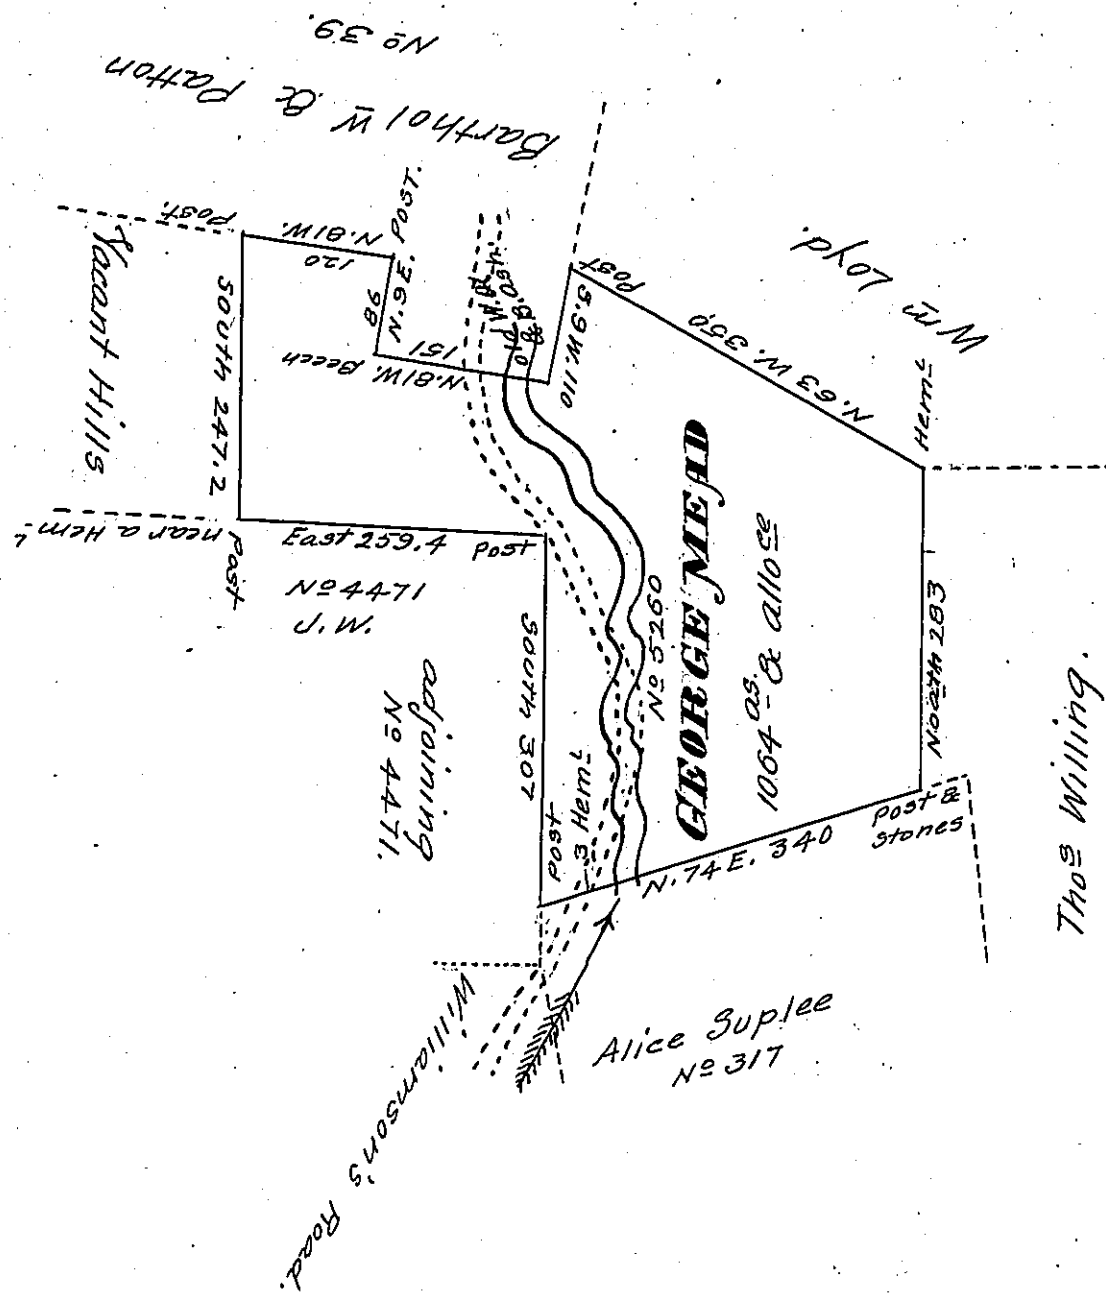 No 39.
Barthol W & Patton
Post.
N.81W.
120
Post.
N.9E.
98
N.81W. Beech
151
S.9W.110
Post
N.63 W. 350
Wm Loyd.
Heml
North 283
Thos Willing.
Post &
Stones
N.74 E. 340
GEORGE MEAD
1064 as. & alloce
No 5260
3 Heml
Post
South 307
Post
East 259.4
Post
near a Heml
South 247.2
Vacant Hills
No 4471
J.W.
adjoining
No 4471.
Williamson's Road.
Alice Suplee
No 317